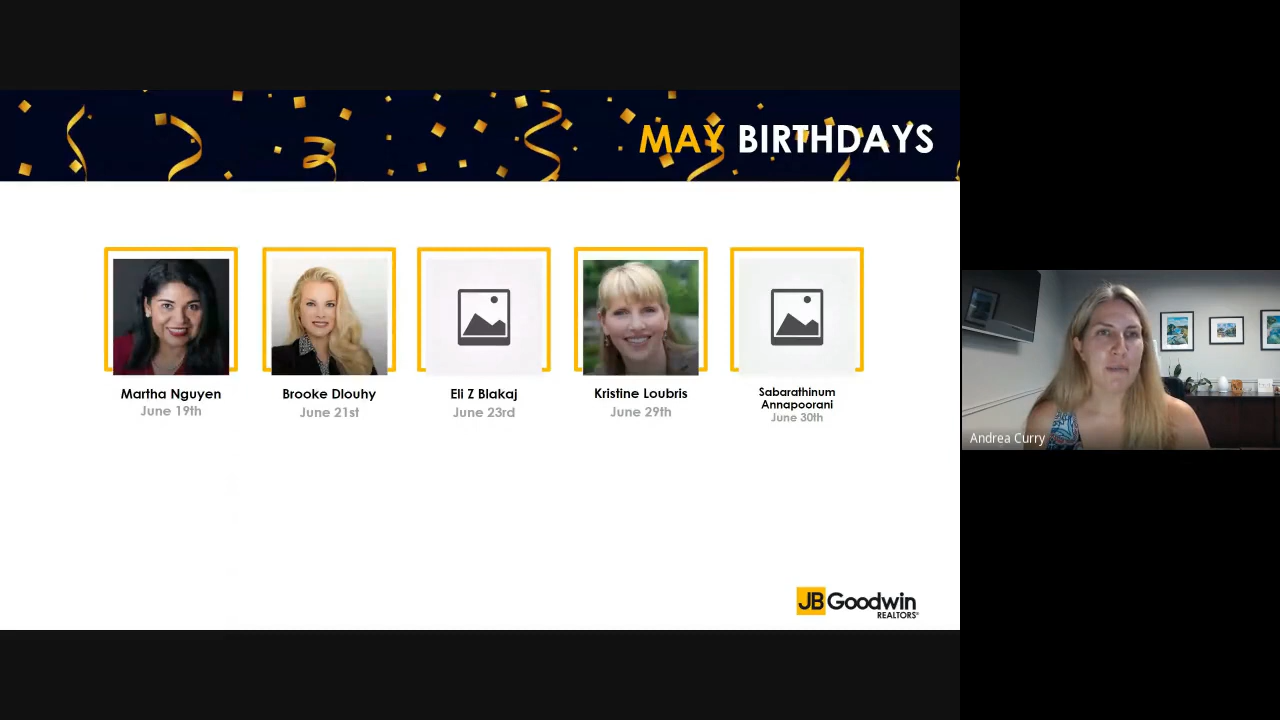 MAY BIRTHDAYS
Martha Nguyen
June 19th
Brooke Dlouhy
June 21st
Eli Z Blakaj
June 23rd
Kristine Loubris
June 29th
Sabarathinum
Annapoorani
June 30th
Andrea Curry
JB Goodwin
REALTORS®